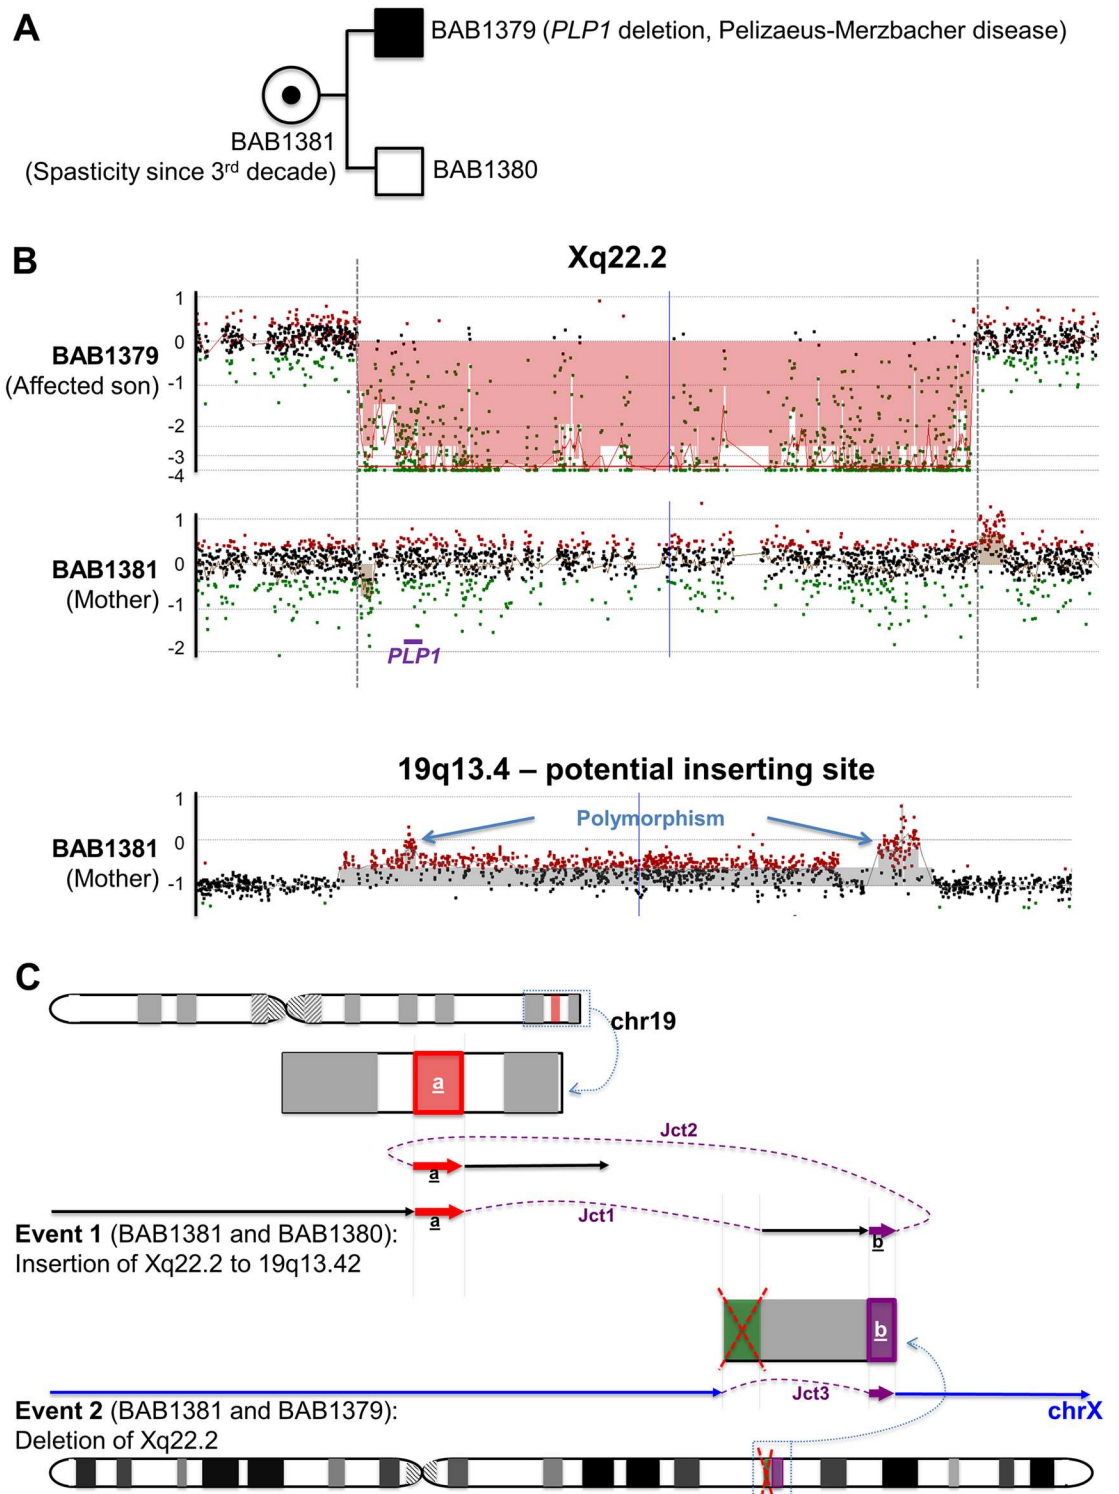 A
BAB1379 (PLP1 deletion, Pelizaeus-Merzbacher disease)
BAB1381
(Spasticity since 3rd decade)
BAB1380
B
Xq22.2
1
0
-1
-2
-3
-4
BAB1379
(Affected son)
1
0
-1
-2
BAB1381
(Mother)
PLP1
19q13.4 – potential inserting site
1
0
-1
Polymorphism
BAB1381
(Mother)
C
chr19
a
Jct2
a
a
Jct1
b
Event 1 (BAB1381 and BAB1380):
Insertion of Xq22.2 to 19q13.42
b
Jct3
chrX
Event 2 (BAB1381 and BAB1379):
Deletion of Xq22.2